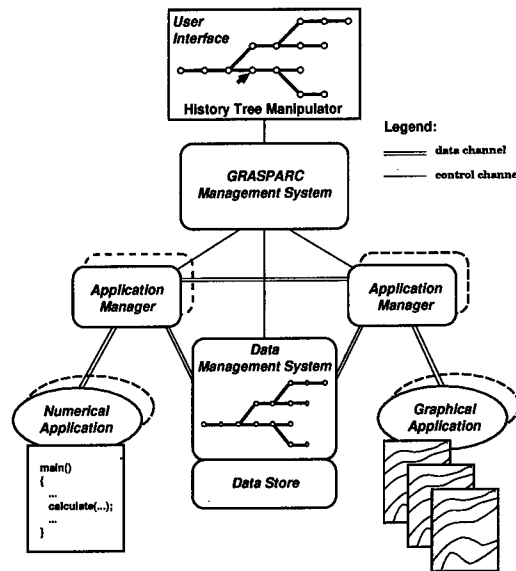 User
Interface
History Tree Manipulator
Legend:
data channel
control channel
GRASPARC
Management System
Application
Manager
Application
Manager
Data
Management System
Numerical
Application
Graphical
Application
Data Store
main()
{
...
calculate(...);
...
}